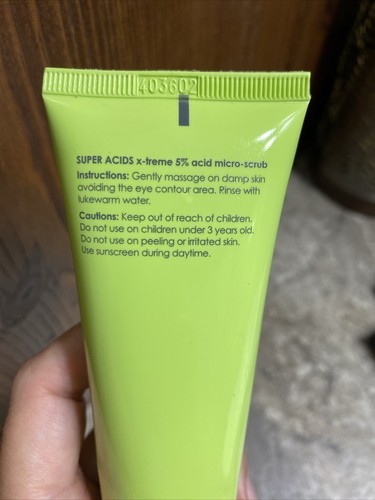 403602
SUPER ACIDS x-treme 5% acid micro-scrub
Instructions: Gently massage on damp skin
avoiding the eye contour area. Rinse with
lukewarm water.
Cautions: Keep out of reach of children.
Do not use on children under 3 years old.
Do not use on peeling or irritated skin.
Use sunscreen during daytime.